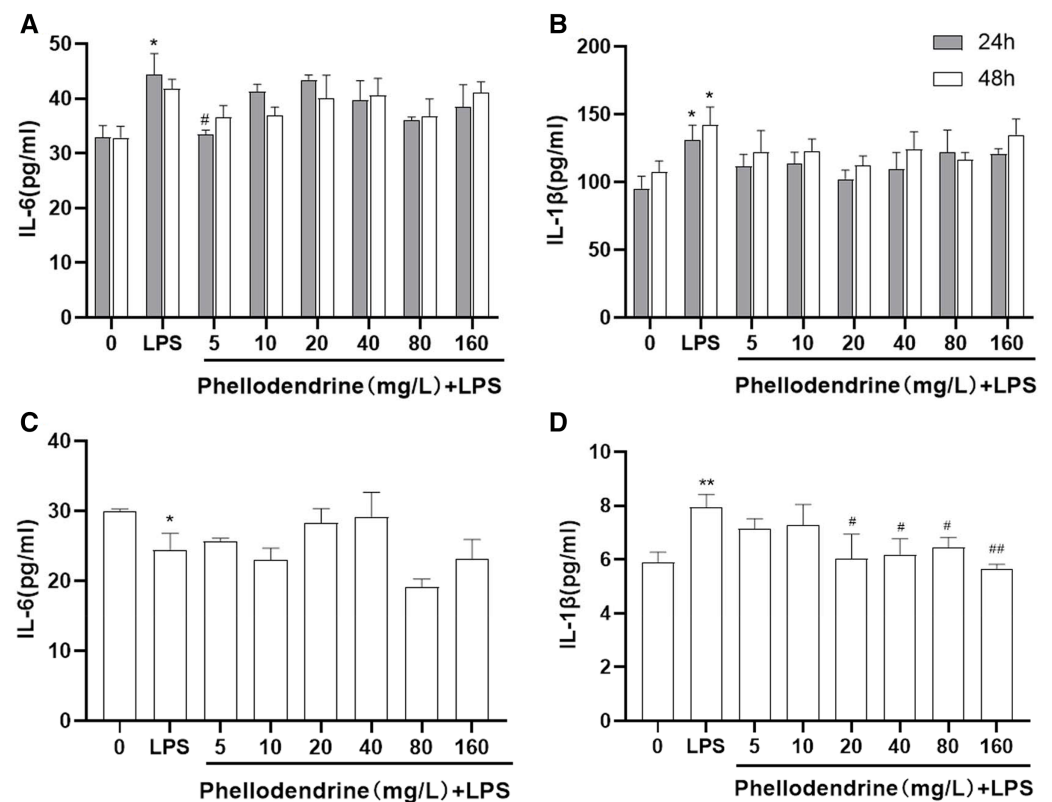 A
IL-6(pg/ml)
50
40
30
20
10
0
*
#
0 LPS 5 10 20 40 80 160
Phellodendrine(mg/L)+LPS
B
IL-1β(pg/ml)
200
150
100
50
0
* *
24h
48h
0 LPS 5 10 20 40 80 160
Phellodendrine(mg/L)+LPS
C
IL-6(pg/ml)
40
30
20
10
0
*
0 LPS 5 10 20 40 80 160
Phellodendrine(mg/L)+LPS
D
IL-1β(pg/ml)
10
8
6
4
2
0
** # # # ##
0 LPS 5 10 20 40 80 160
Phellodendrine(mg/L)+LPS